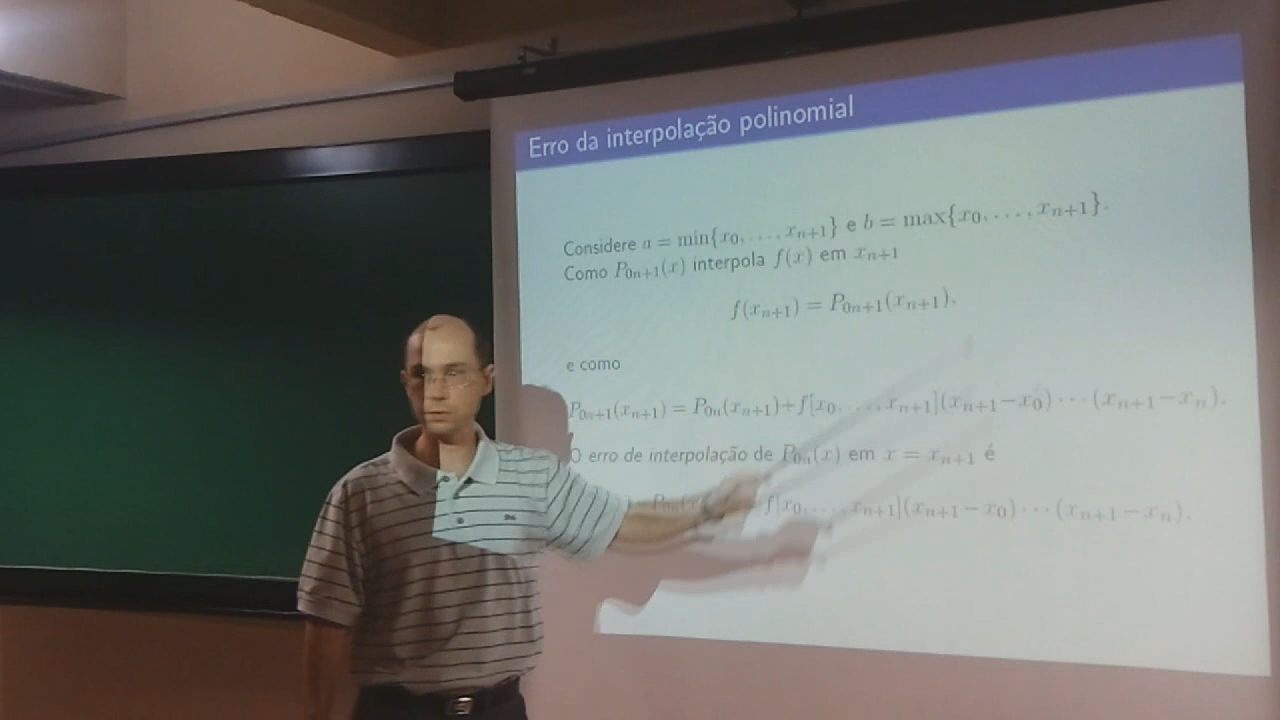 Erro da interpolação polinomial
Considere a = min{x₀, …, xₙ₊₁} e b = max{x₀, …, xₙ₊₁}.
Como P₀ₙ₊₁(x) interpola f(x) em xₙ₊₁
f(xₙ₊₁) = P₀ₙ₊₁(xₙ₊₁).
e como
P₀ₙ₊₁(xₙ₊₁) = P₀ₙ(xₙ₊₁)+f[x₀, …, xₙ₊₁](xₙ₊₁−x₀) ⋯ (xₙ₊₁−xₙ).
O erro de interpolação de P₀ₙ(x) em x = xₙ₊₁ é
P₀ₙ(x f[x₀, …, xₙ₊₁](xₙ₊₁ − x₀) ⋯ (xₙ₊₁ − xₙ).